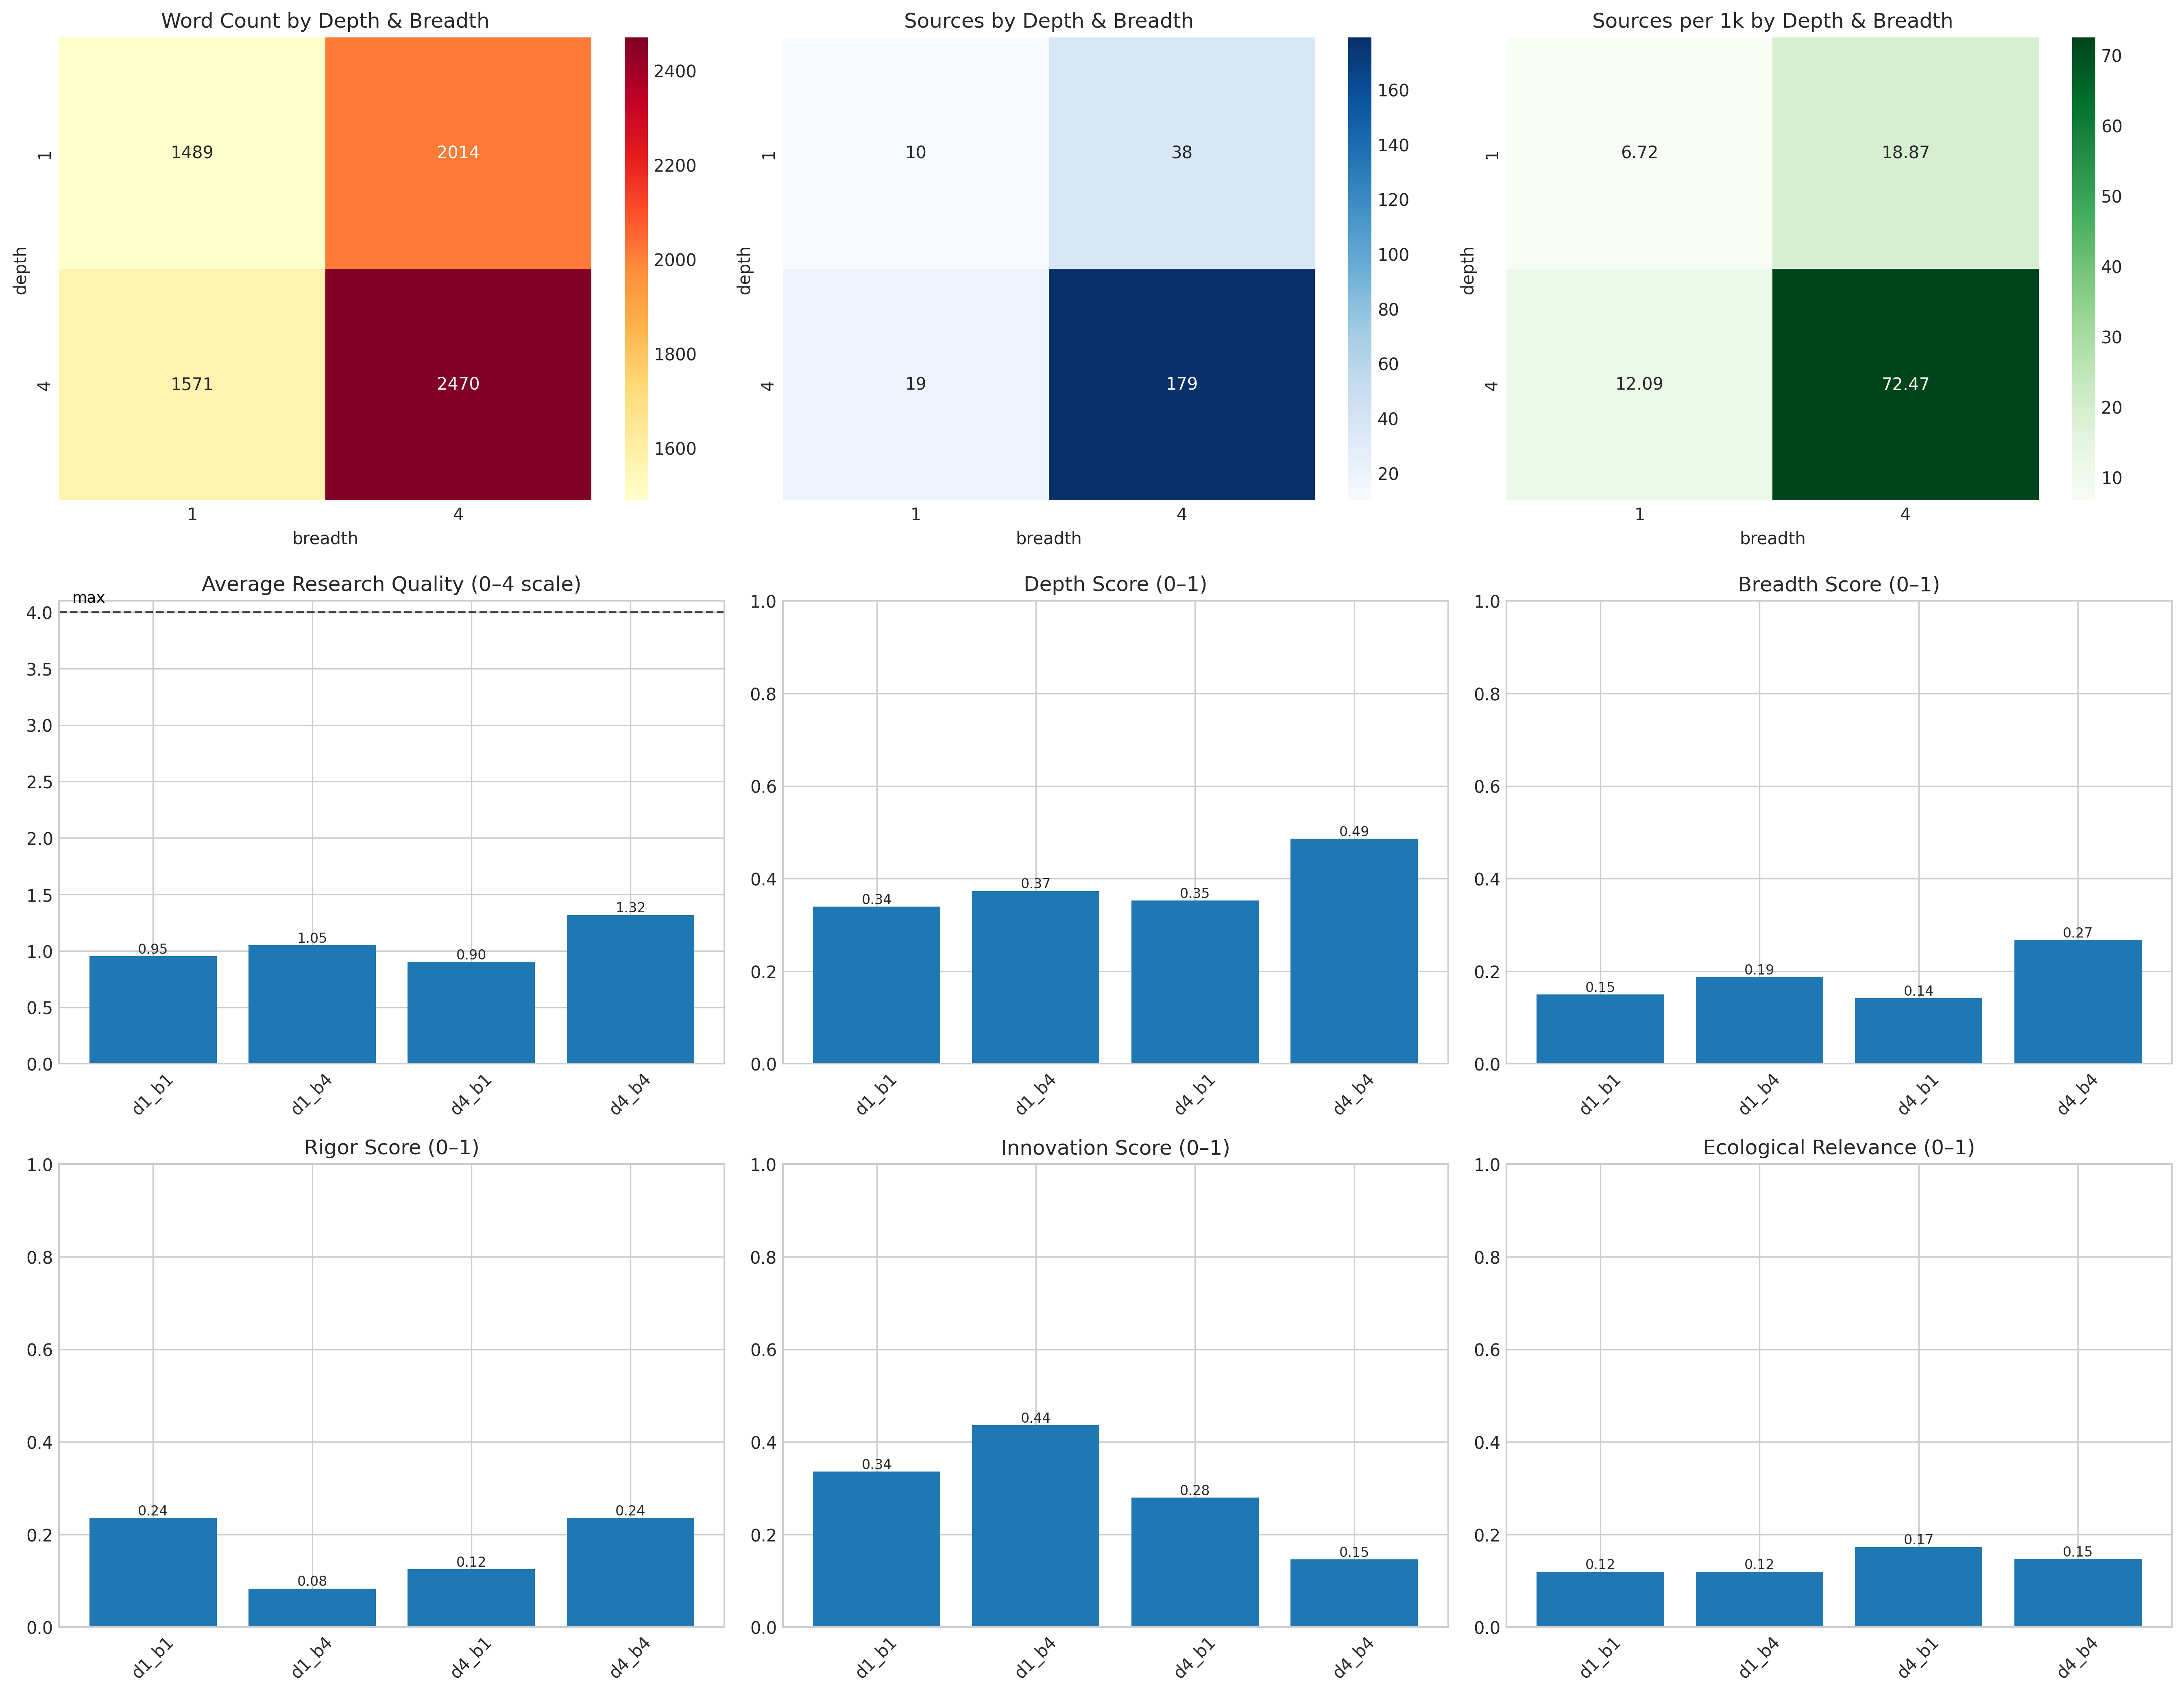 Word Count by Depth & Breadth
1489
2014
1571
2470
1
4
depth
1
4
breadth
2400
2200
2000
1800
1600
Sources by Depth & Breadth
10
38
19
179
1
4
depth
1
4
breadth
160
140
120
100
80
60
40
20
Sources per 1k by Depth & Breadth
6.72
18.87
12.09
72.47
1
4
depth
1
4
breadth
70
60
50
40
30
20
10
Average Research Quality (0–4 scale)
max
4.0
3.5
3.0
2.5
2.0
1.5
1.0
0.5
0.0
0.95
1.05
0.90
1.32
d1_b1
d1_b4
d4_b1
d4_b4
Depth Score (0–1)
1.0
0.8
0.6
0.4
0.2
0.0
0.34
0.37
0.35
0.49
d1_b1
d1_b4
d4_b1
d4_b4
Breadth Score (0–1)
1.0
0.8
0.6
0.4
0.2
0.0
0.15
0.19
0.14
0.27
d1_b1
d1_b4
d4_b1
d4_b4
Rigor Score (0–1)
1.0
0.8
0.6
0.4
0.2
0.0
0.24
0.08
0.12
0.24
d1_b1
d1_b4
d4_b1
d4_b4
Innovation Score (0–1)
1.0
0.8
0.6
0.4
0.2
0.0
0.34
0.44
0.28
0.15
d1_b1
d1_b4
d4_b1
d4_b4
Ecological Relevance (0–1)
1.0
0.8
0.6
0.4
0.2
0.0
0.12
0.12
0.17
0.15
d1_b1
d1_b4
d4_b1
d4_b4